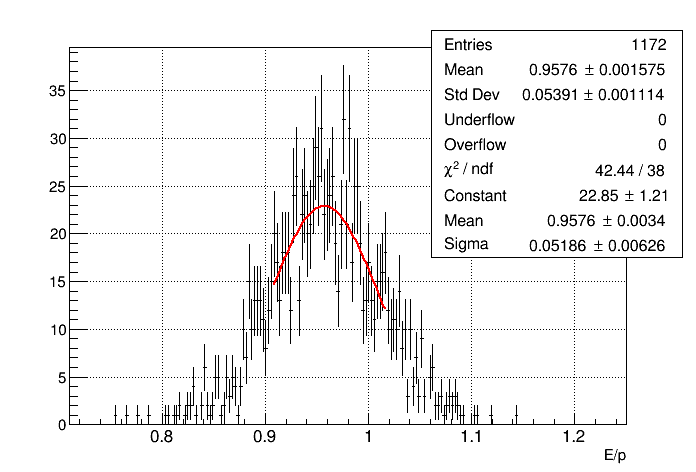 Entries 1172
Mean 0.9576 ± 0.001575
Std Dev 0.05391 ± 0.001114
Underflow 0
Overflow 0
χ² / ndf 42.44 / 38
Constant 22.85 ± 1.21
Mean 0.9576 ± 0.0034
Sigma 0.05186 ± 0.00626
35
30
25
20
15
10
5
0
0.8 0.9 1 1.1 1.2
E/p